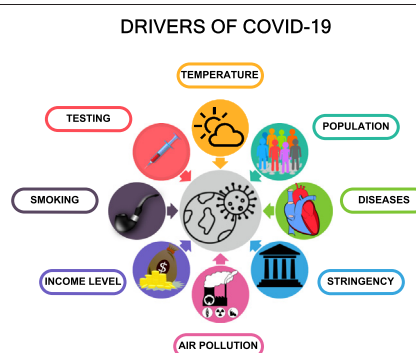 DRIVERS OF COVID-19
TEMPERATURE
TESTING
POPULATION
SMOKING
DISEASES
$
INCOME LEVEL
STRINGENCY
AIR POLLUTION